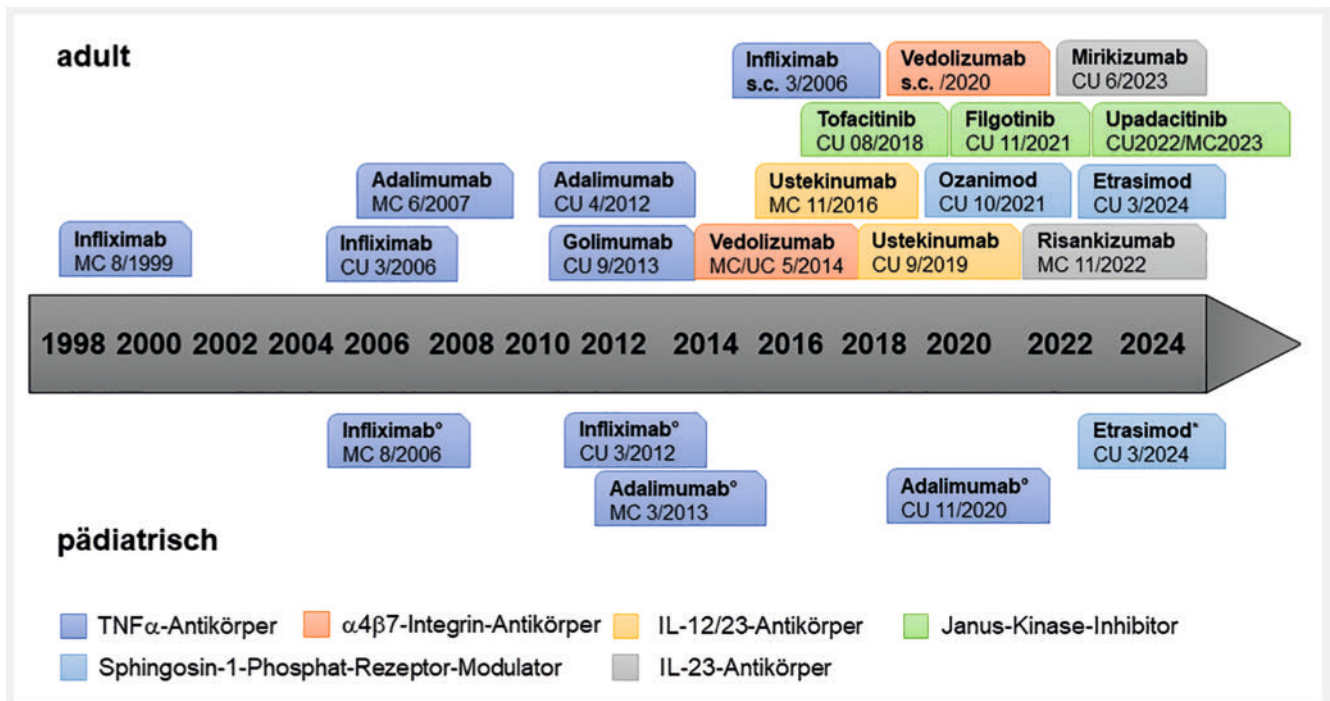 adult
Infliximab
s.c. 3/2006
Vedolizumab
s.c. /2020
Mirikizumab
CU 6/2023
Tofacitinib
CU 08/2018
Filgotinib
CU 11/2021
Upadacitinib
CU2022/MC2023
Adalimumab
MC 6/2007
Adalimumab
CU 4/2012
Ustekinumab
MC 11/2016
Ozanimod
CU 10/2021
Etrasimod
CU 3/2024
Infliximab
MC 8/1999
Infliximab
CU 3/2006
Golimumab
CU 9/2013
Vedolizumab
MC/UC 5/2014
Ustekinumab
CU 9/2019
Risankizumab
MC 11/2022
1998 2000 2002 2004 2006 2008 2010 2012 2014 2016 2018 2020 2022 2024
Infliximab°
MC 8/2006
Infliximab°
CU 3/2012
Etrasimod*
CU 3/2024
Adalimumab°
MC 3/2013
Adalimumab°
CU 11/2020
pädiatrisch
TNFα-Antikörper
α4β7-Integrin-Antikörper
IL-12/23-Antikörper
Janus-Kinase-Inhibitor
Sphingosin-1-Phosphat-Rezeptor-Modulator
IL-23-Antikörper